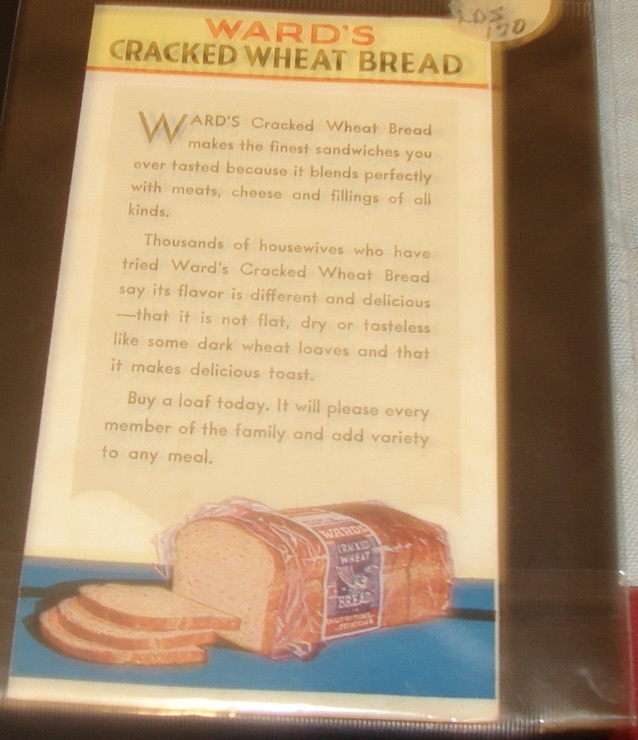 LDS
120
WARD'S
CRACKED WHEAT BREAD
WARD'S Cracked Wheat Bread
makes the finest sandwiches you
ever tasted because it blends perfectly
with meats, cheese and fillings of all
kinds.
Thousands of housewives who have
tried Ward's Cracked Wheat Bread
say its flavor is different and delicious
—that it is not flat, dry or tasteless
like some dark wheat loaves and that
it makes delicious toast.
Buy a loaf today. It will please every
member of the family and add variety
to any meal.
WARDS
CRACKED
WHEAT
BREAD
DELICIOUS